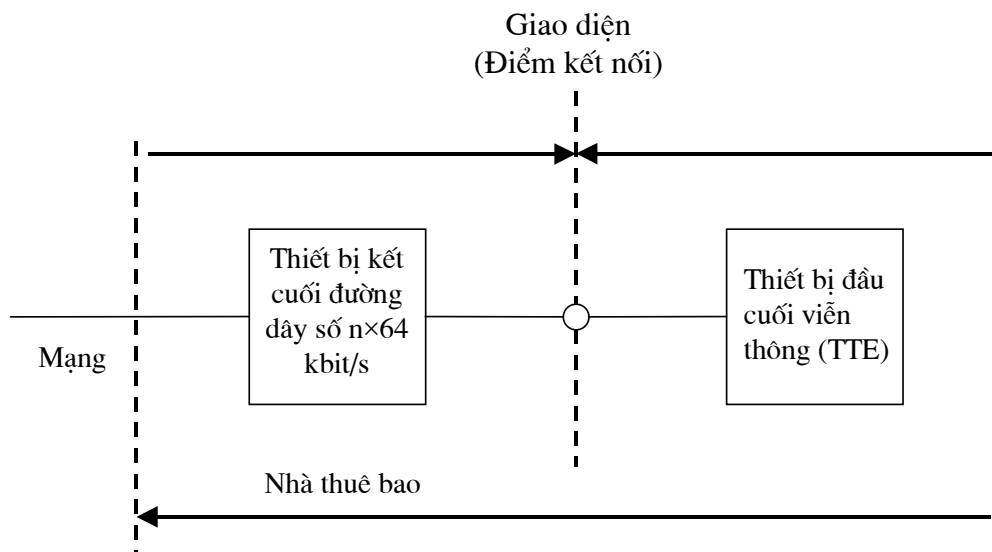 Giao diện
(Điểm kết nối)
Thiết bị kết
cuối đường
dây số n×64
kbit/s
Thiết bị đầu
cuối viễn
thông (TTE)
Mạng
Nhà thuê bao